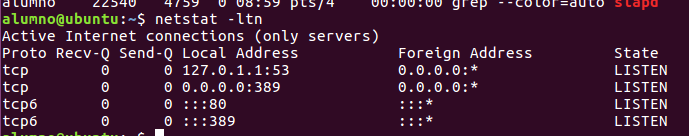 alumno 22540 4759 0 08:59 pts/4 00:00:00 grep --color=auto slapd
alumno@ubuntu:~$ netstat -ltn
Active Internet connections (only servers)
Proto Recv-Q Send-Q Local Address Foreign Address State
tcp 0 0 127.0.1.1:53 0.0.0.0:* LISTEN
tcp 0 0 0.0.0.0:389 0.0.0.0:* LISTEN
tcp6 0 0 :::80 :::* LISTEN
tcp6 0 0 :::389 :::* LISTEN
alumno@ubuntu:~$